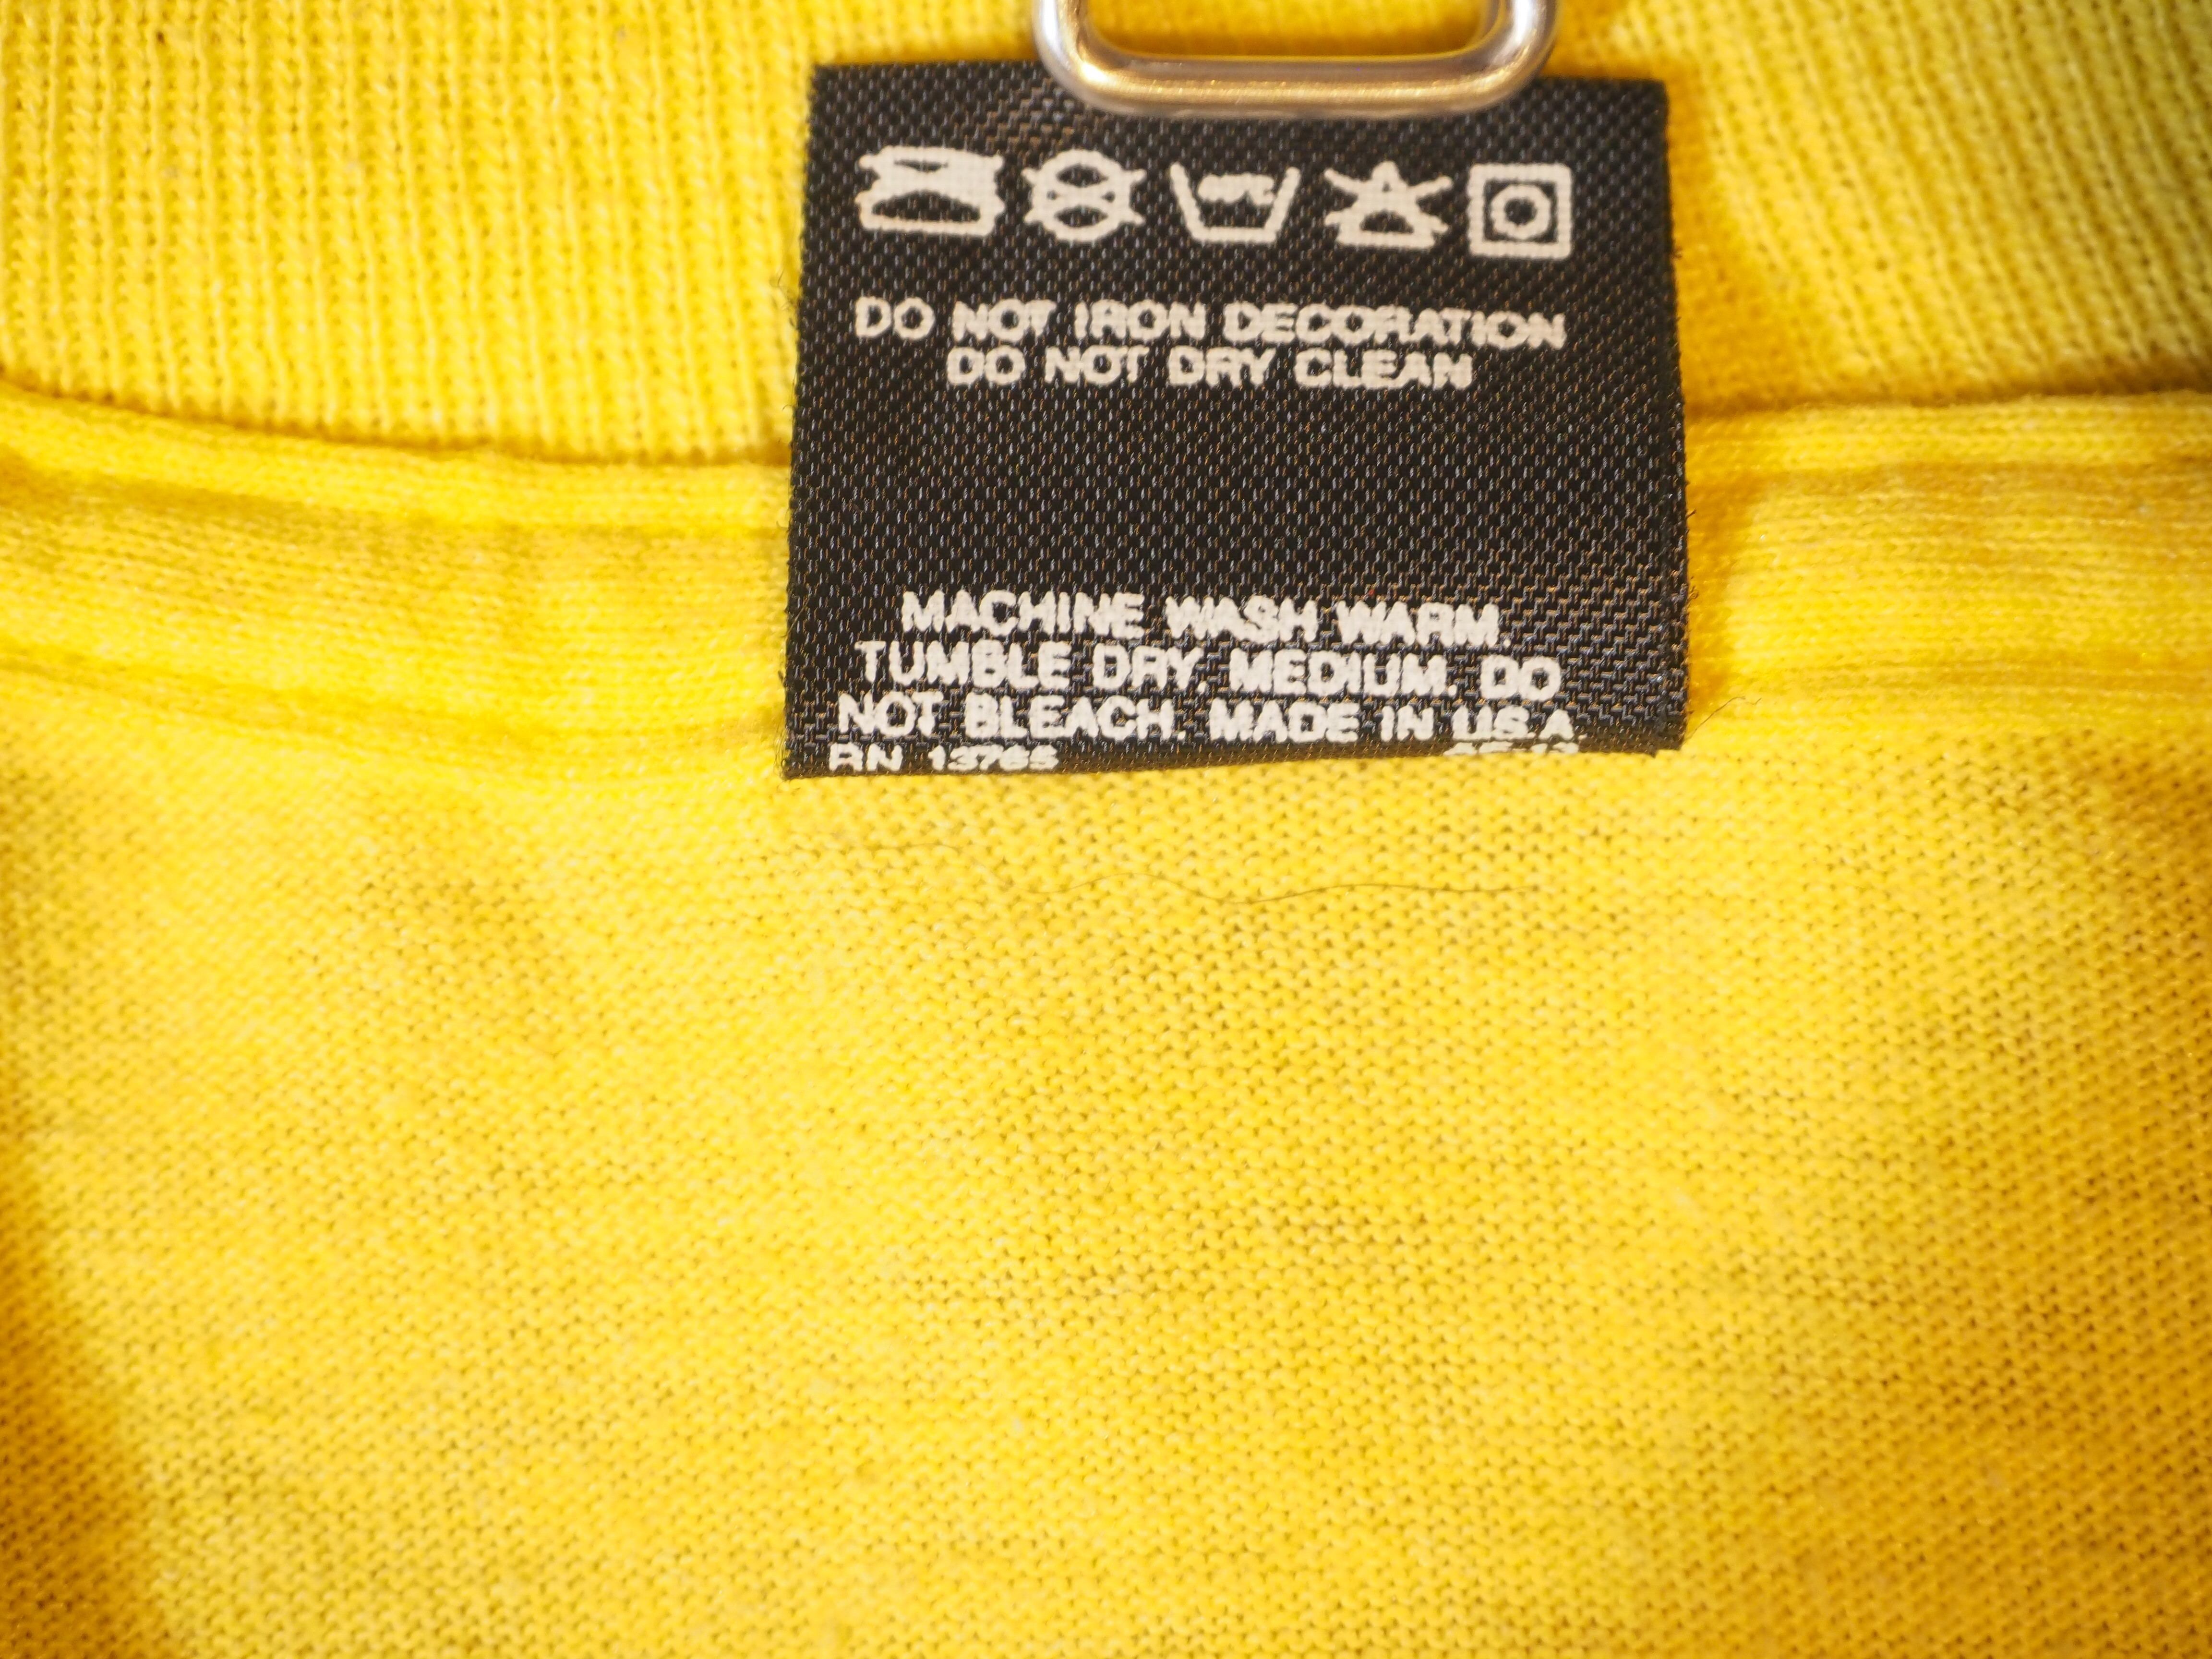 DO NOT IRON DECORATION
DO NOT DRY CLEAN
MACHINE WASH WARM.
TUMBLE DRY, MEDIUM. DO
NOT BLEACH. MADE IN U.S.A
RN 13765